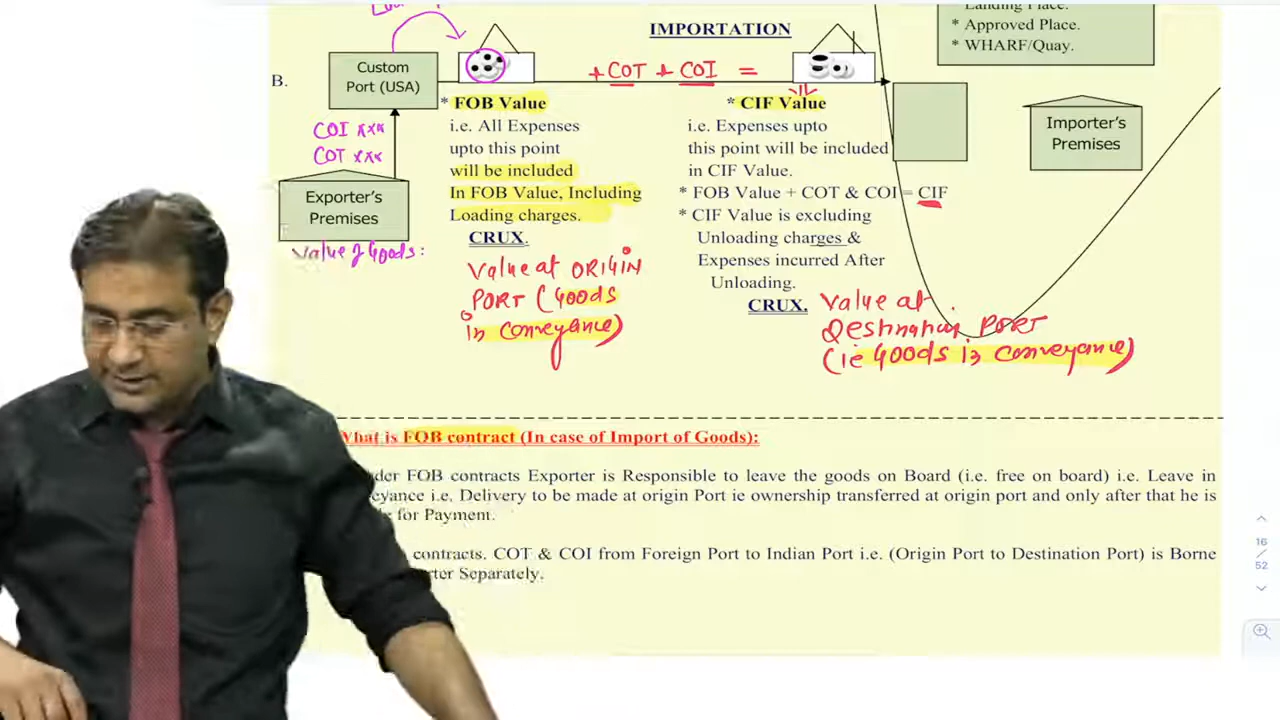 Landing Place.
* Approved Place.
* WHARF/Quay.
IMPORTATION
B.
Custom
Port (USA)
+ COT + COI =
COI xxx
COT xxx
Exporter's
Premises
Value of Goods:
* FOB Value
i.e. All Expenses
upto this point
will be included
In FOB Value, Including
Loading charges.
CRUX.
Value at ORIGIN
PORT (Goods
in conveyance)
* CIF Value
i.e. Expenses upto
this point will be included
in CIF Value.
* FOB Value + COT & COI = CIF
* CIF Value is excluding
Unloading charges &
Expenses incurred After
Unloading.
CRUX. Value at
Destination PORT
(ie Goods in conveyance)
Importer's
Premises
What is FOB contract (In case of Import of Goods):
FOB contracts Exporter is Responsible to leave the goods on Board (i.e. free on board) i.e. Leave in
i.e. Delivery to be made at origin Port ie ownership transferred at origin port and only after that he is
for Payment.
contracts. COT & COI from Foreign Port to Indian Port i.e. (Origin Port to Destination Port) is Borne
Separately.
16
/
52